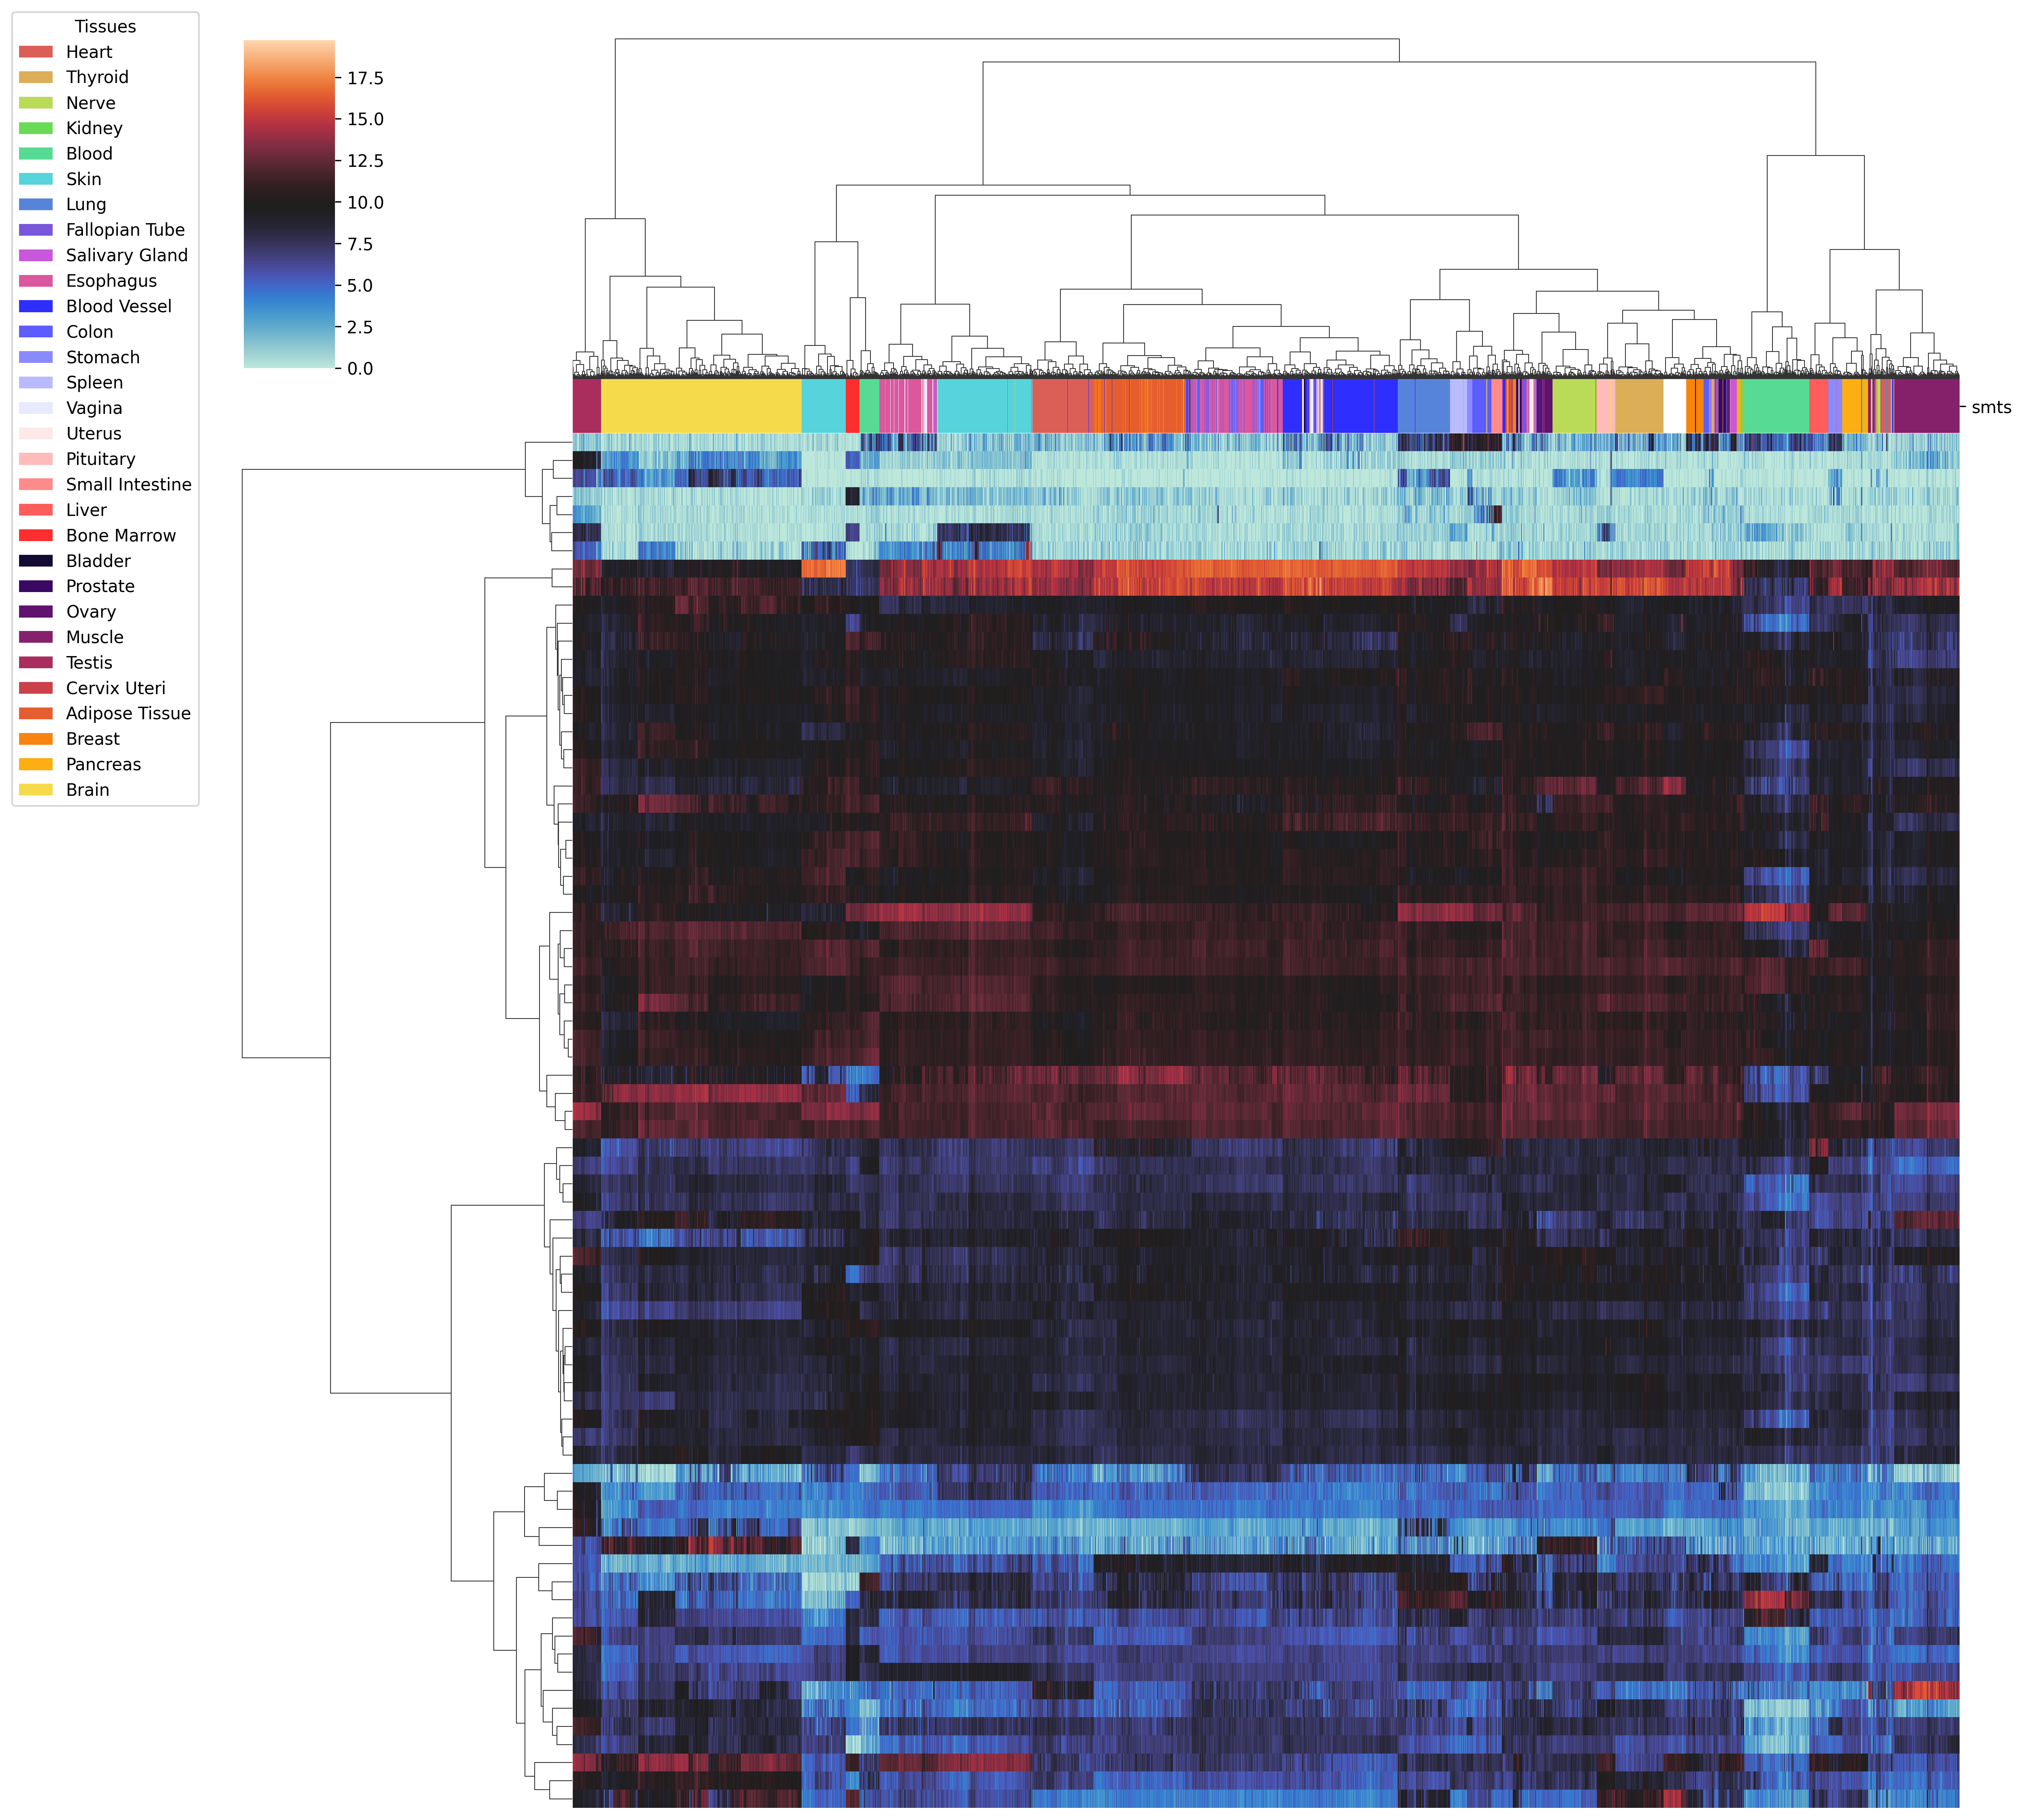 Tissues
Heart
Thyroid
Nerve
Kidney
Blood
Skin
Lung
Fallopian Tube
Salivary Gland
Esophagus
Blood Vessel
Colon
Stomach
Spleen
Vagina
Uterus
Pituitary
Small Intestine
Liver
Bone Marrow
Bladder
Prostate
Ovary
Muscle
Testis
Cervix Uteri
Adipose Tissue
Breast
Pancreas
Brain
17.5
15.0
12.5
10.0
7.5
5.0
2.5
0.0
smts